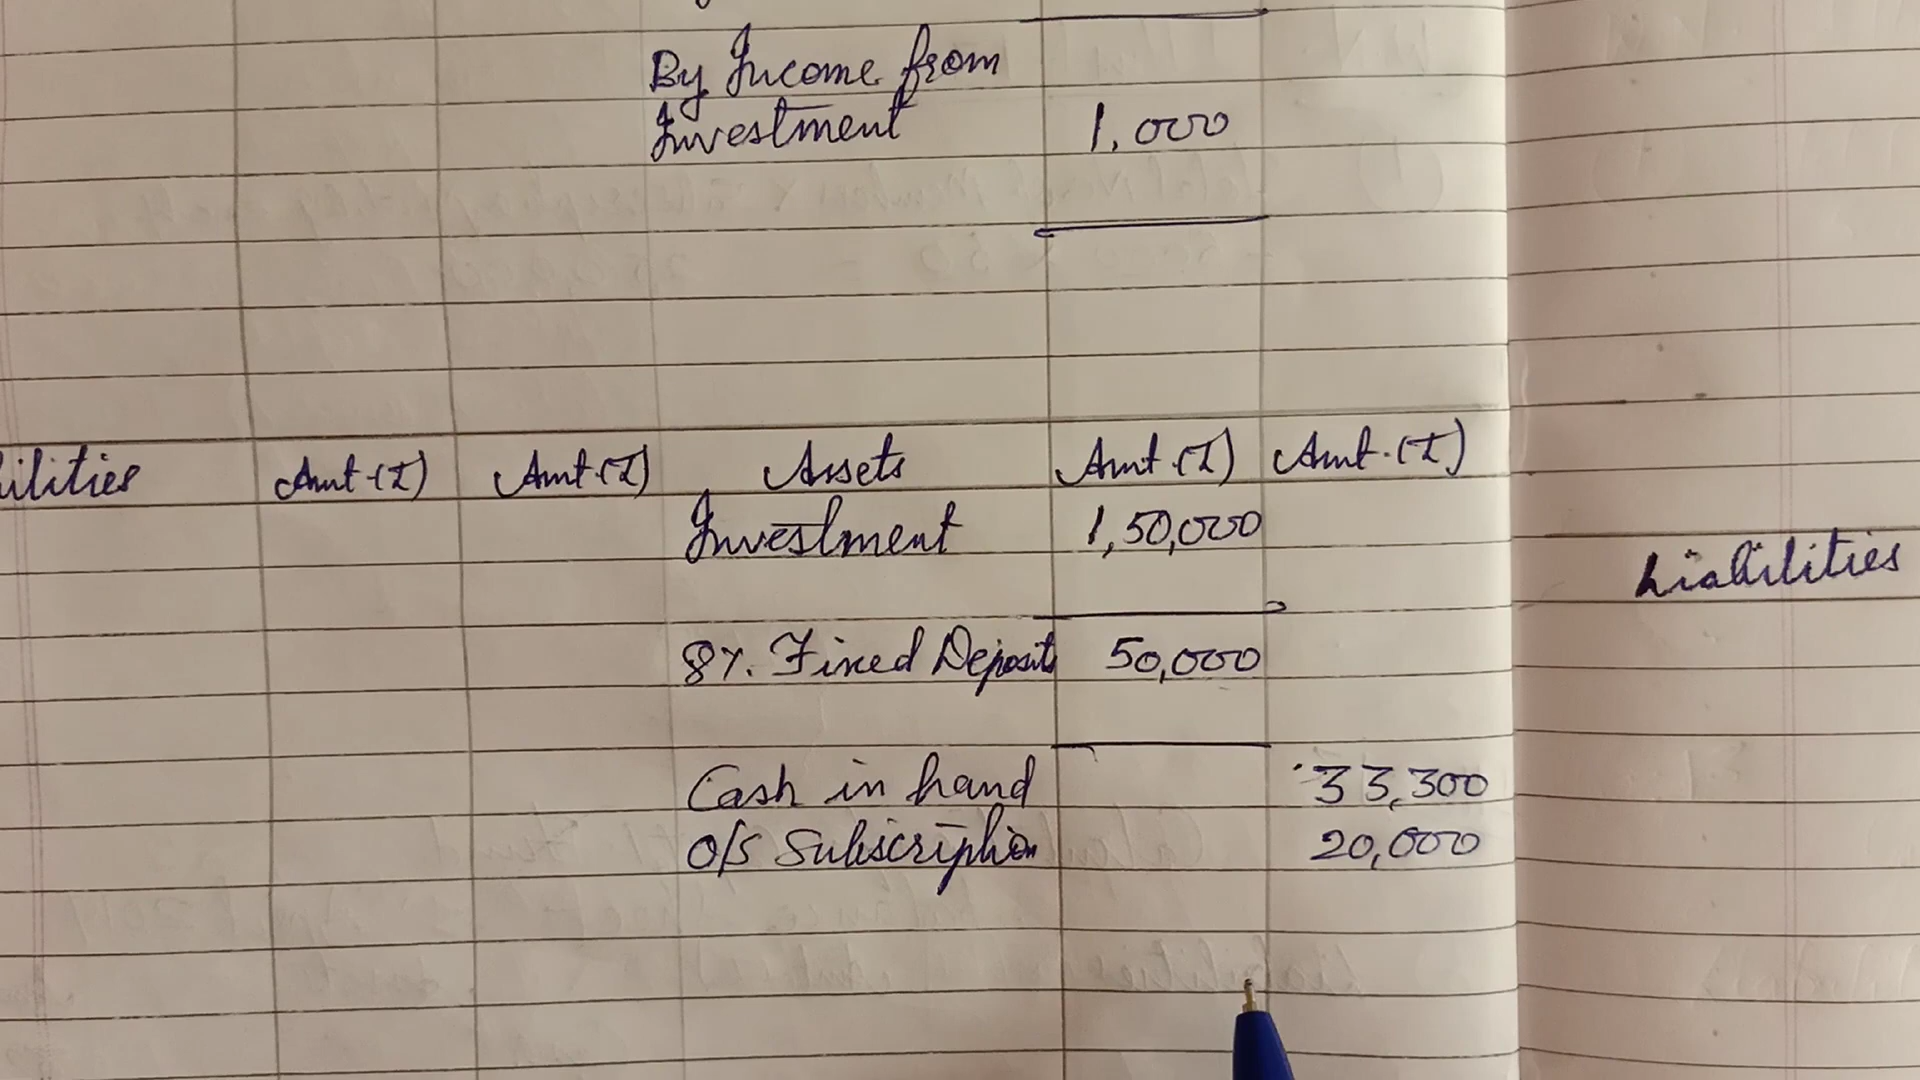 By Income from
Investment 1,000
ilities Amt.(₹) Amt.(₹) Assets Amt.(₹) Amt.(₹)
Investment 1,50,000
Liabilities
8%. Fixed Deposits 50,000
Cash in hand 33,300
O/S Subscription 20,000